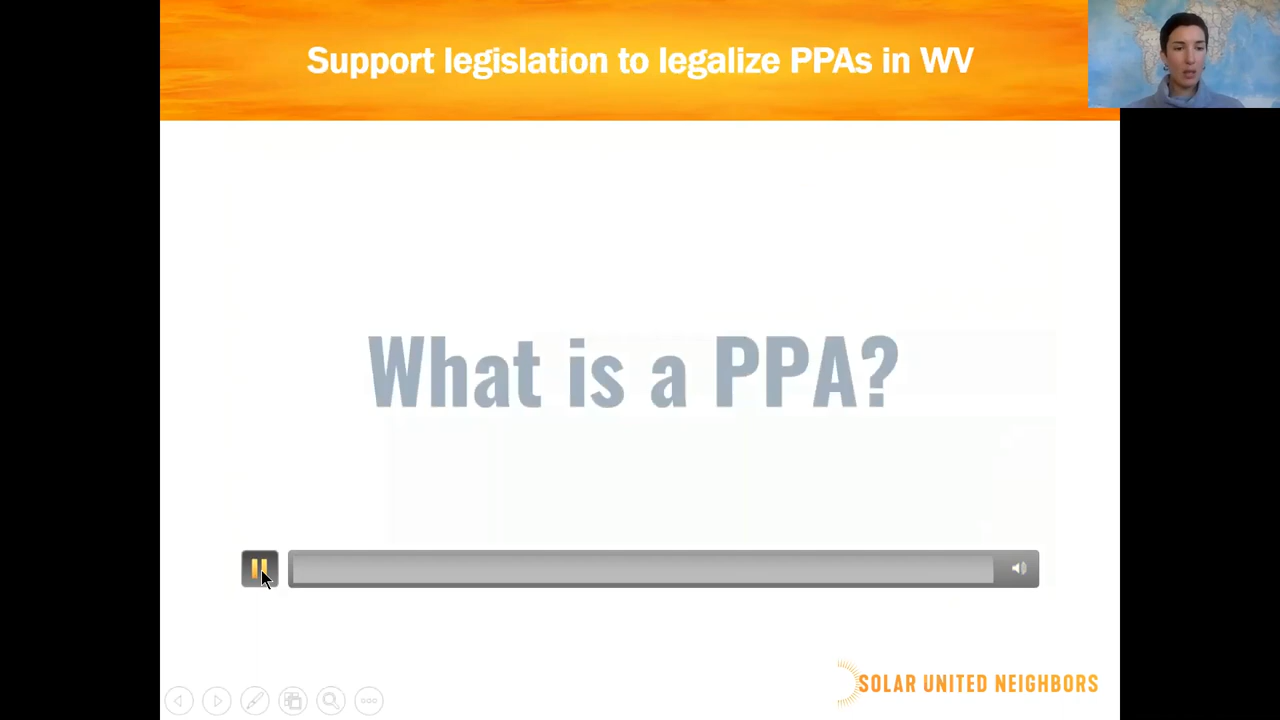 Support legislation to legalize PPAs in WV
What is a PPA?
SOLAR UNITED NEIGHBORS